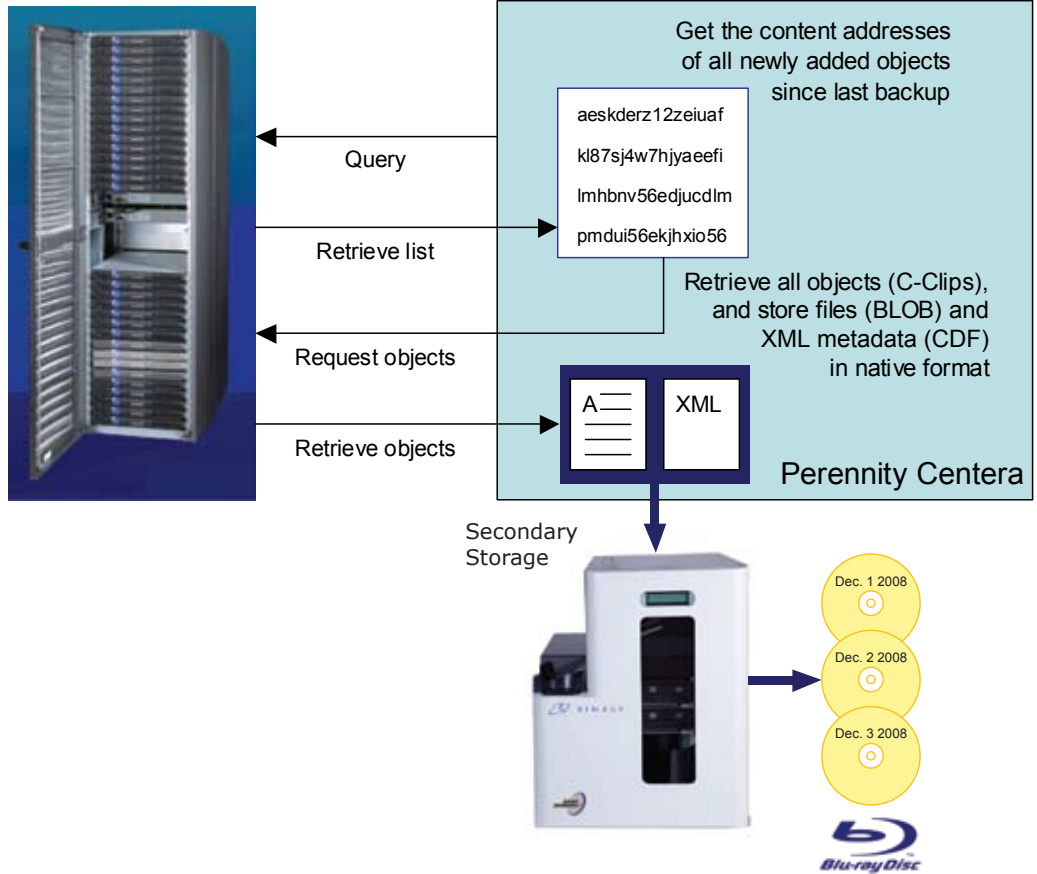 Get the content addresses
of all newly added objects
since last backup
aeskderz12zeiuaf
kl87sj4w7hjyaeefi
lmhbnv56edjucdlm
pmdui56ekjhxio56
Query
Retrieve list
Request objects
Retrieve objects
Retrieve all objects (C-Clips),
and store files (BLOB) and
XML metadata (CDF)
in native format
A
XML
Perennity Centera
Secondary
Storage
RIMAGE
Dec. 1 2008
Dec. 2 2008
Dec. 3 2008
Blu-ray Disc
TM